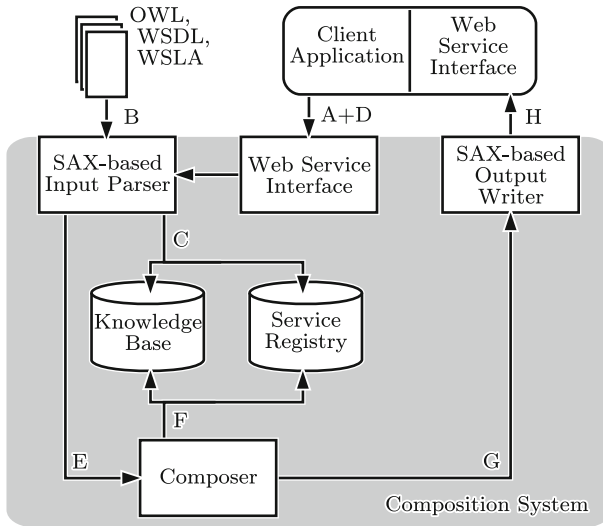 OWL,
WSDL,
WSLA
Client
Application
Web
Service
Interface
B
A+D
H
SAX-based
Input Parser
Web Service
Interface
SAX-based
Output
Writer
C
Knowledge
Base
Service
Registry
F
E
Composer
G
Composition System